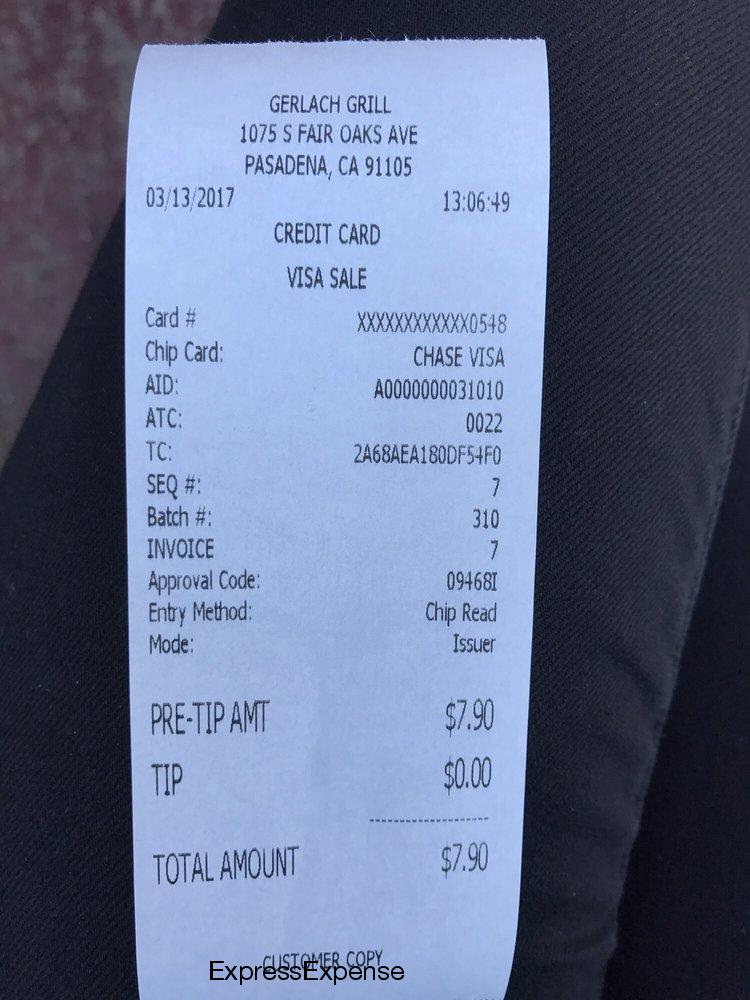 GERLACH GRILL
1075 S FAIR OAKS AVE
PASADENA, CA 91105
03/13/2017 13:06:49
CREDIT CARD
VISA SALE
Card # XXXXXXXXXXXX0548
Chip Card: CHASE VISA
AID: A0000000031010
ATC: 0022
TC: 2A68AEA180DF54F0
SEQ #: 7
Batch #: 310
INVOICE 7
Approval Code: 09468I
Entry Method: Chip Read
Mode: Issuer
PRE-TIP AMT $7.90
TIP $0.00
--------------------
TOTAL AMOUNT $7.90
CUSTOMER COPY
ExpressExpense